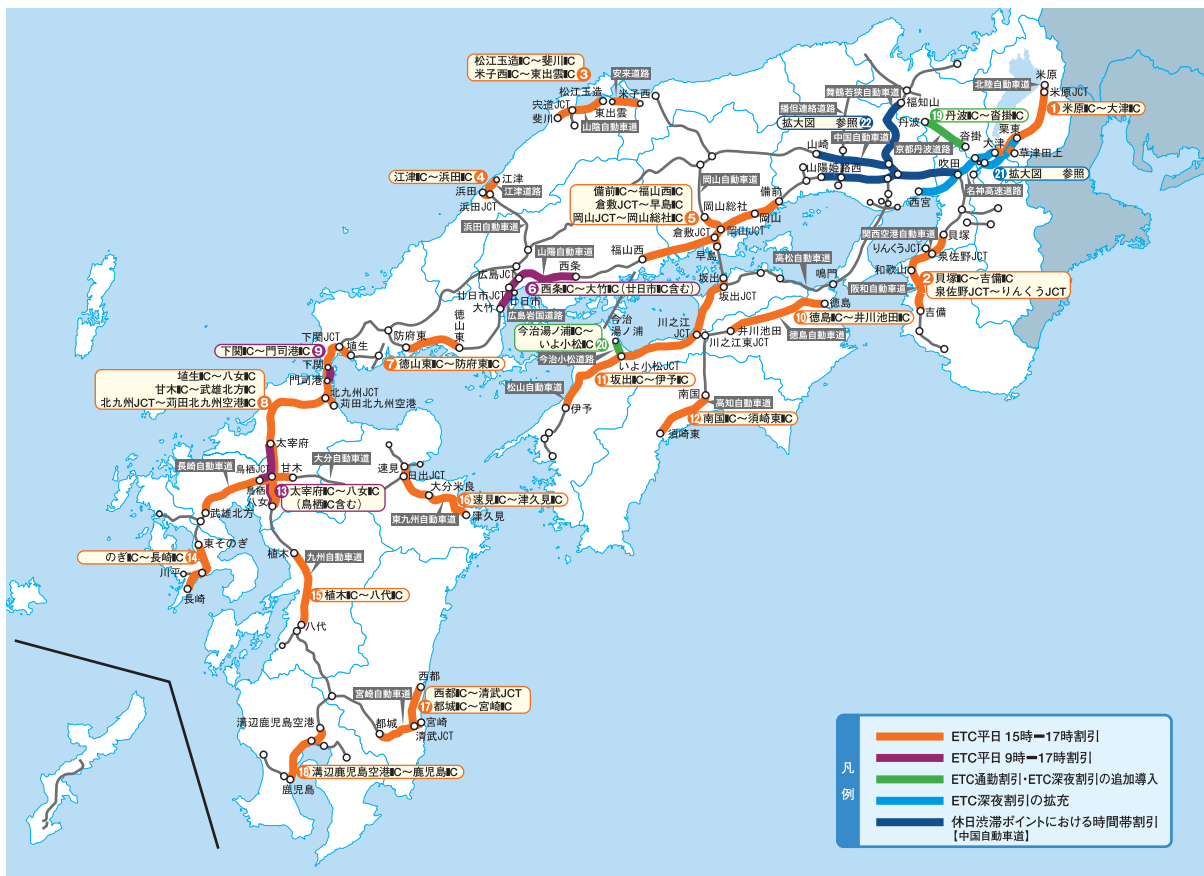 松江玉造IC〜斐川IC
米子西IC〜東出雲IC 3
安来道路
松江玉造
米子西
宍道JCT
東出雲
斐川
山陰自動車道
舞鶴若狭自動車道
播但連絡道路
福知山
拡大図 参照 22
丹波
19 丹波IC〜沓掛IC
中国自動車道
京都丹波道路
沓掛
北陸自動車道
米原
米原JCT
1 米原IC〜大津IC
栗東
大津
草津田上
21 拡大図 参照
名神高速道路
吹田
西宮
山崎
山陽姫路西
江津IC〜浜田IC 4
江津
浜田
江津道路
浜田JCT
浜田自動車道
岡山自動車道
備前IC〜福山西IC
倉敷JCT〜早島IC
岡山JCT〜岡山総社IC 5
備前
岡山総社
岡山
岡山JCT
倉敷JCT
早島
福山西
山陽自動車道
西条
広島JCT
6 西条IC〜大竹IC(廿日市IC含む)
廿日市JCT
廿日市
大竹
広島岩国道路
関西空港自動車道
貝塚
りんくうJCT
泉佐野JCT
和歌山
2 貝塚IC〜吉備IC
泉佐野JCT〜りんくうJCT
阪和自動車道
吉備
高松自動車道
鳴門
坂出
坂出JCT
徳島
10 徳島IC〜井川池田IC
徳島自動車道
井川池田
川之江JCT
川之江東JCT
今治湯ノ浦
今治湯ノ浦IC〜
いよ小松IC 20
今治小松道路
いよ小松JCT
11 坂出IC〜伊予IC
松山自動車道
伊予
南国
高知自動車道
12 南国IC〜須崎東IC
須崎東
徳山東
防府東
7 徳山東IC〜防府東IC
下関JCT
埴生
下関IC〜門司港IC 9
下関
門司港
埴生IC〜八女IC
甘木IC〜武雄北方IC
北九州JCT〜苅田北九州空港IC 8
北九州JCT
苅田北九州空港
太宰府
長崎自動車道
鳥栖JCT
甘木
大分自動車道
鳥栖
八女
13 太宰府IC〜八女IC
(鳥栖IC含む)
速見
日出JCT
大分米良
16 速見IC〜津久見IC
東九州自動車道
津久見
武雄北方
東そのぎ
のぎIC〜長崎IC 14
川平
長崎
植木
九州自動車道
15 植木IC〜八代IC
八代
西都
宮崎自動車道
西都IC〜清武JCT
17 都城IC〜宮崎IC
都城
宮崎
清武JCT
溝辺鹿児島空港
18 溝辺鹿児島空港IC〜鹿児島IC
鹿児島
凡例
ETC平日 15時ー17時割引
ETC平日 9時ー17時割引
ETC通勤割引・ETC深夜割引の追加導入
ETC深夜割引の拡充
休日渋滞ポイントにおける時間帯割引
【中国自動車道】